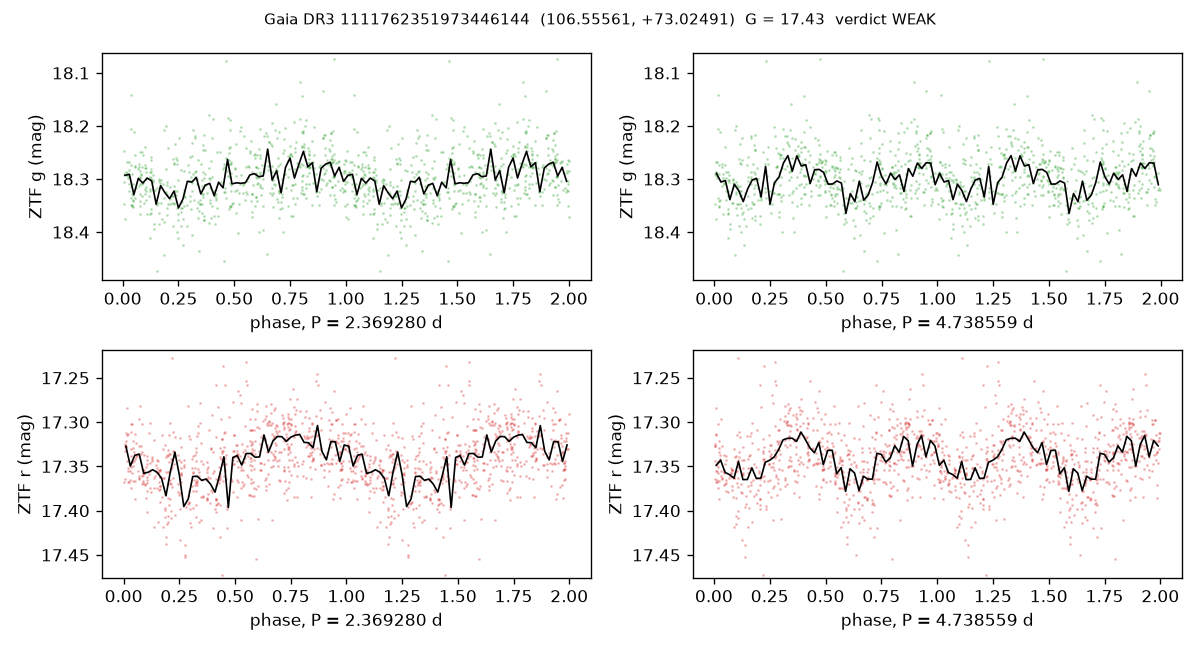 Gaia DR3 1111762351973446144 (106.55561, +73.02491) G = 17.43 verdict WEAK
ZTF g (mag)
18.1
18.2
18.3
18.4
0.00 0.25 0.50 0.75 1.00 1.25 1.50 1.75 2.00
phase, P = 2.369280 d
ZTF g (mag)
18.1
18.2
18.3
18.4
0.00 0.25 0.50 0.75 1.00 1.25 1.50 1.75 2.00
phase, P = 4.738559 d
ZTF r (mag)
17.25
17.30
17.35
17.40
17.45
0.00 0.25 0.50 0.75 1.00 1.25 1.50 1.75 2.00
phase, P = 2.369280 d
ZTF r (mag)
17.25
17.30
17.35
17.40
17.45
0.00 0.25 0.50 0.75 1.00 1.25 1.50 1.75 2.00
phase, P = 4.738559 d